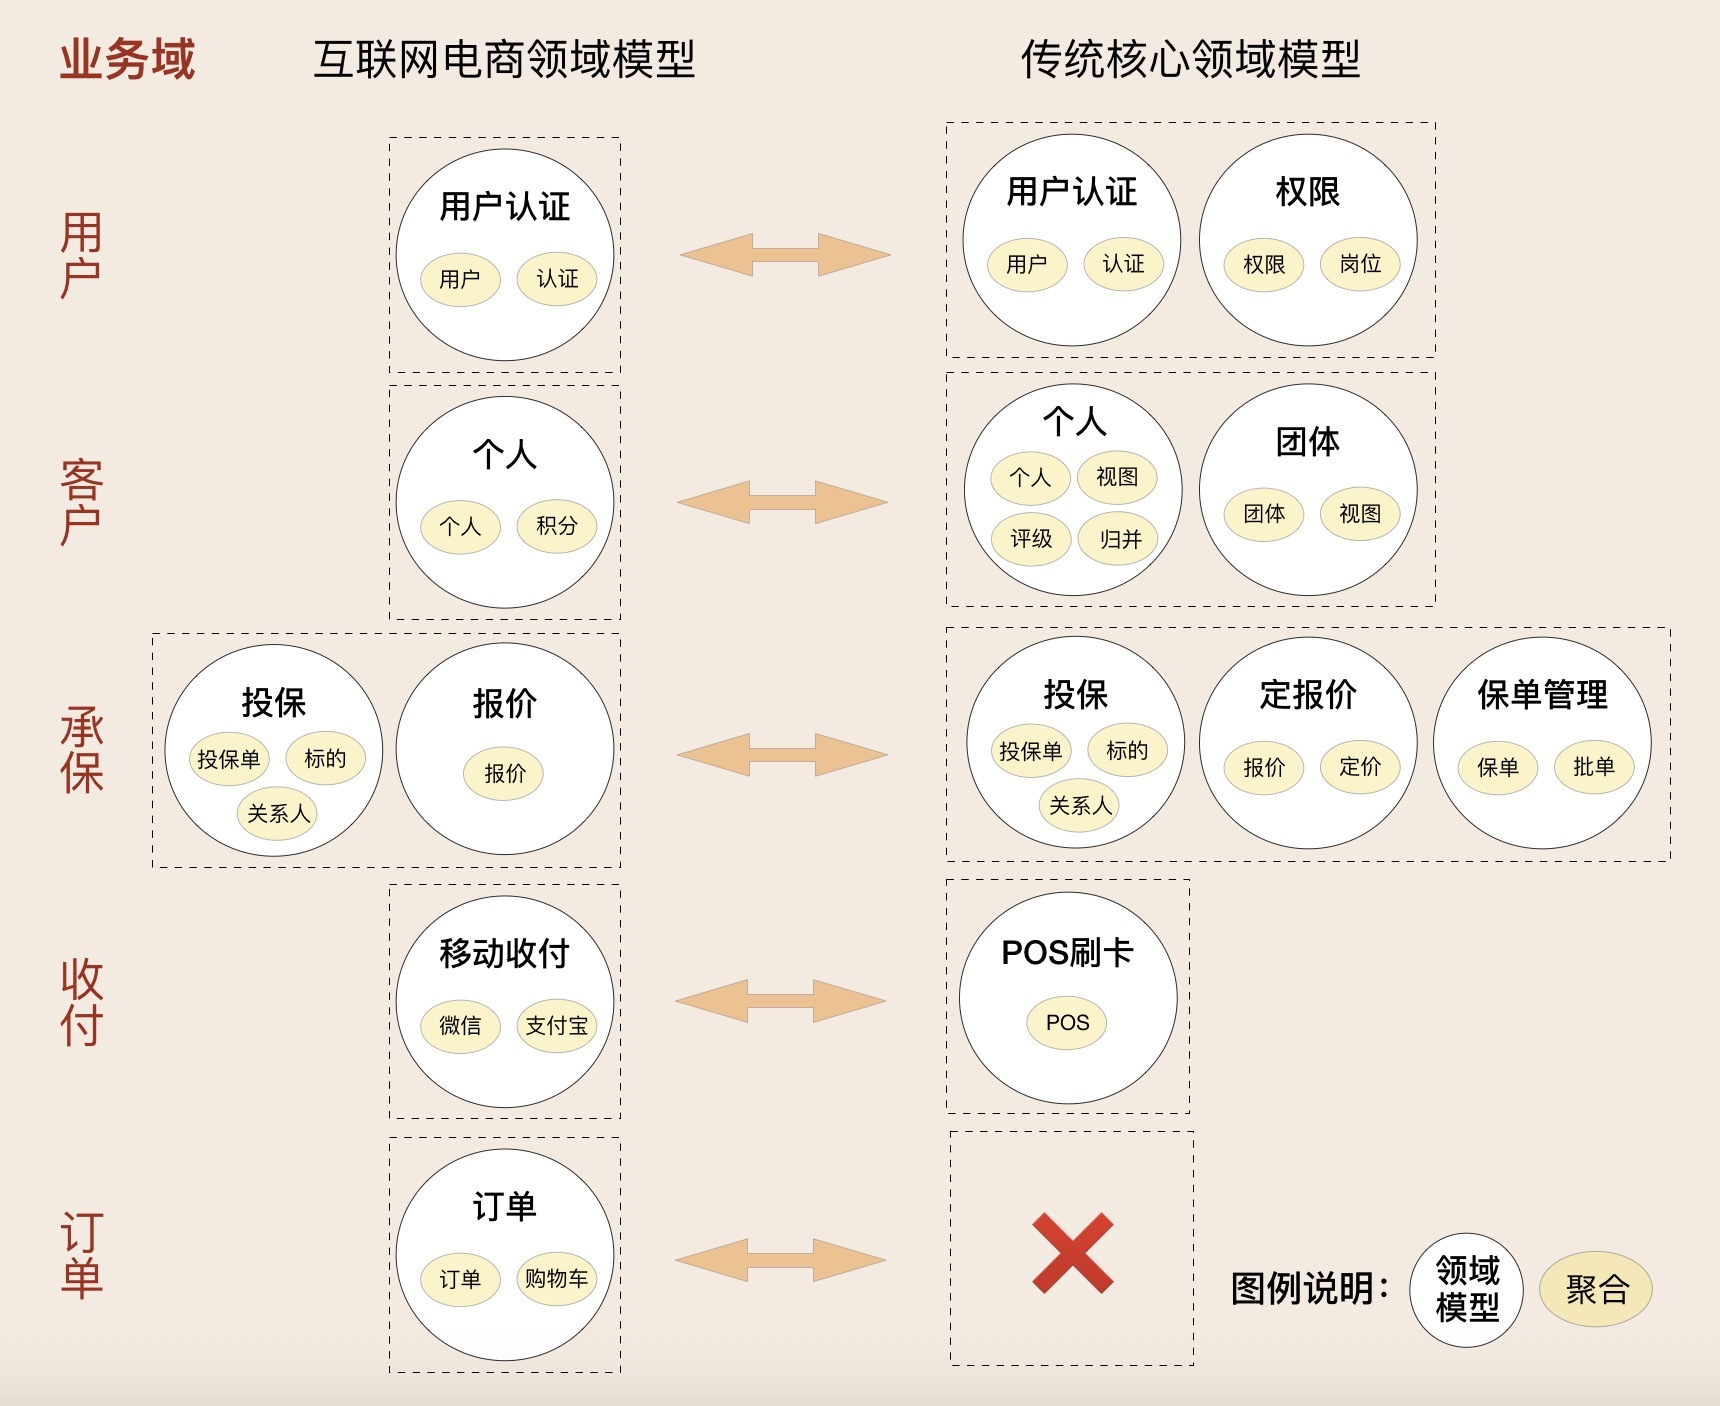 业务域
互联网电商领域模型
传统核心领域模型
用户
用户认证
用户
认证
用户认证
用户
认证
权限
权限
岗位
客户
个人
个人
积分
个人
个人
视图
评级
归并
团体
团体
视图
承保
投保
投保单
标的
关系人
报价
报价
投保
投保单
标的
关系人
定报价
报价
定价
保单管理
保单
批单
收付
移动收付
微信
支付宝
POS刷卡
POS
订单
订单
订单
购物车
图例说明：
领域
模型
聚合